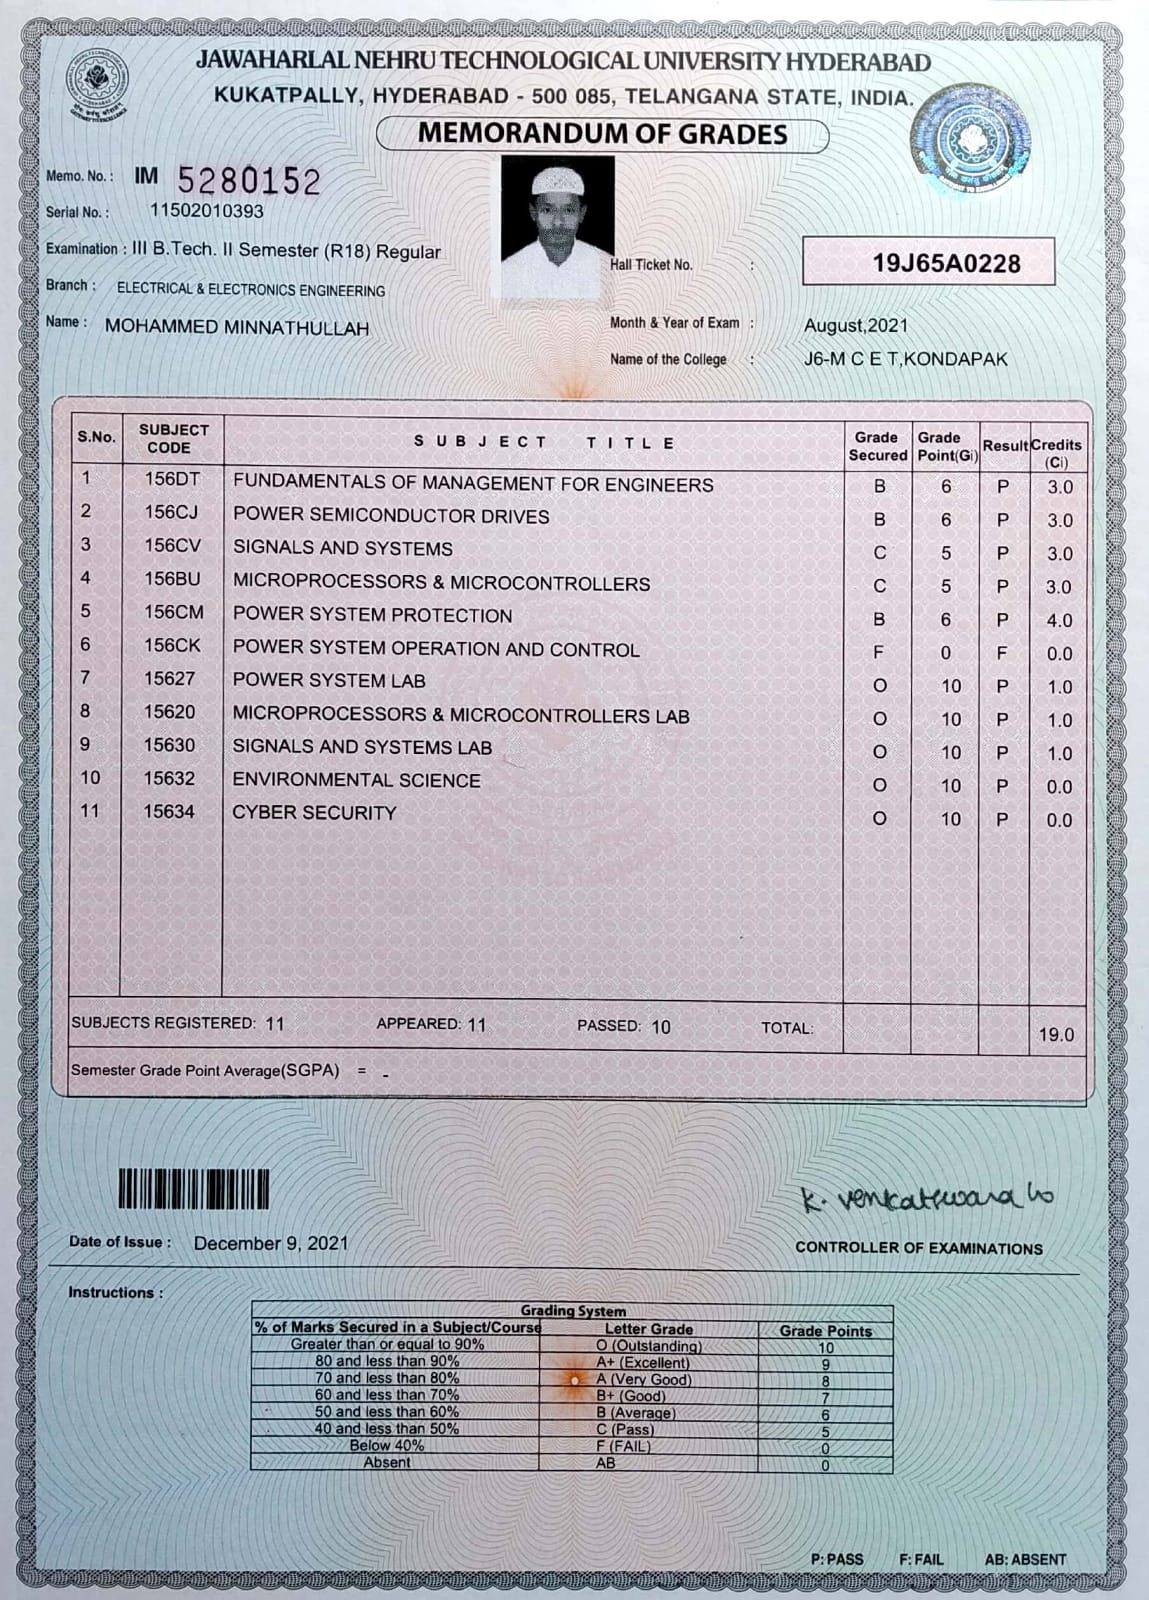 JAWAHARLAL NEHRU TECHNOLOGICAL UNIVERSITY HYDERABAD
KUKATPALLY, HYDERABAD - 500 085, TELANGANA STATE, INDIA.
MEMORANDUM OF GRADES
Memo. No. : IM 5280152
Serial No. : 11502010393
Examination : III B.Tech. II Semester (R18) Regular
Hall Ticket No. : 19J65A0228
Branch : ELECTRICAL & ELECTRONICS ENGINEERING
Name : MOHAMMED MINNATHULLAH
Month & Year of Exam : August,2021
Name of the College : J6-M C E T,KONDAPAK
S.No. SUBJECT CODE SUBJECT TITLE Grade Secured Grade Point(Gi) Result Credits (Ci)
1 156DT FUNDAMENTALS OF MANAGEMENT FOR ENGINEERS B 6 P 3.0
2 156CJ POWER SEMICONDUCTOR DRIVES B 6 P 3.0
3 156CV SIGNALS AND SYSTEMS C 5 P 3.0
4 156BU MICROPROCESSORS & MICROCONTROLLERS C 5 P 3.0
5 156CM POWER SYSTEM PROTECTION B 6 P 4.0
6 156CK POWER SYSTEM OPERATION AND CONTROL F 0 F 0.0
7 15627 POWER SYSTEM LAB O 10 P 1.0
8 15620 MICROPROCESSORS & MICROCONTROLLERS LAB O 10 P 1.0
9 15630 SIGNALS AND SYSTEMS LAB O 10 P 1.0
10 15632 ENVIRONMENTAL SCIENCE O 10 P 0.0
11 15634 CYBER SECURITY O 10 P 0.0
SUBJECTS REGISTERED: 11 APPEARED: 11 PASSED: 10 TOTAL: 19.0
Semester Grade Point Average(SGPA) = -
K. Venkateswara
Date of Issue : December 9, 2021
CONTROLLER OF EXAMINATIONS
Instructions :
Grading System
% of Marks Secured in a Subject/Course Letter Grade Grade Points
Greater than or equal to 90% O (Outstanding) 10
80 and less than 90% A+ (Excellent) 9
70 and less than 80% A (Very Good) 8
60 and less than 70% B+ (Good) 7
50 and less than 60% B (Average) 6
40 and less than 50% C (Pass) 5
Below 40% F (FAIL) 0
Absent AB 0
P: PASS F: FAIL AB: ABSENT